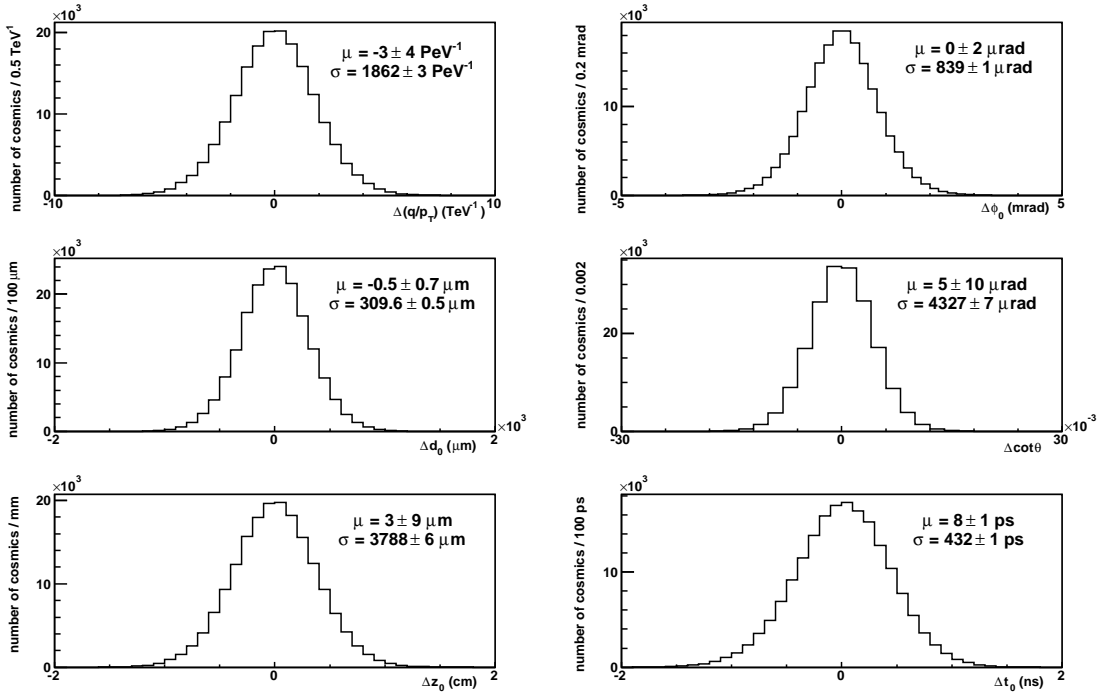 ×10³
number of cosmics / 0.5 TeV⁻¹
20
10
0
μ = -3 ± 4 PeV⁻¹
σ = 1862 ± 3 PeV⁻¹
-10
0
10
Δ(q/p_T) (TeV⁻¹)
×10³
number of cosmics / 0.2 mrad
10
0
μ = 0 ± 2 μrad
σ = 839 ± 1 μrad
-5
0
5
Δϕ₀ (mrad)
×10³
number of cosmics / 100 μm
20
10
0
μ = -0.5 ± 0.7 μm
σ = 309.6 ± 0.5 μm
-2
0
2
×10³
Δd₀ (μm)
×10³
number of cosmics / 0.002
20
0
μ = 5 ± 10 μrad
σ = 4327 ± 7 μrad
-30
0
30
×10⁻³
Δcotθ
×10³
number of cosmics / mm
20
10
0
μ = 3 ± 9 μm
σ = 3788 ± 6 μm
-2
0
2
Δz₀ (cm)
×10³
number of cosmics / 100 ps
10
0
μ = 8 ± 1 ps
σ = 432 ± 1 ps
-2
0
2
Δt₀ (ns)